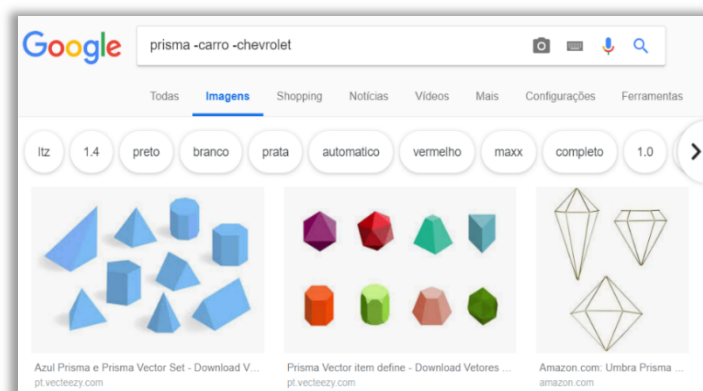 Google
prisma -carro -chevrolet
Todas Imagens Shopping Notícias Vídeos Mais Configurações Ferramentas
ltz 1.4 preto branco prata automatico vermelho maxx completo 1.0
Azul Prisma e Prisma Vector Set - Download V... Prisma Vector item define - Download Vetores ... Amazon.com: Umbra Prisma ...
pt.vecteezy.com pt.vecteezy.com amazon.com